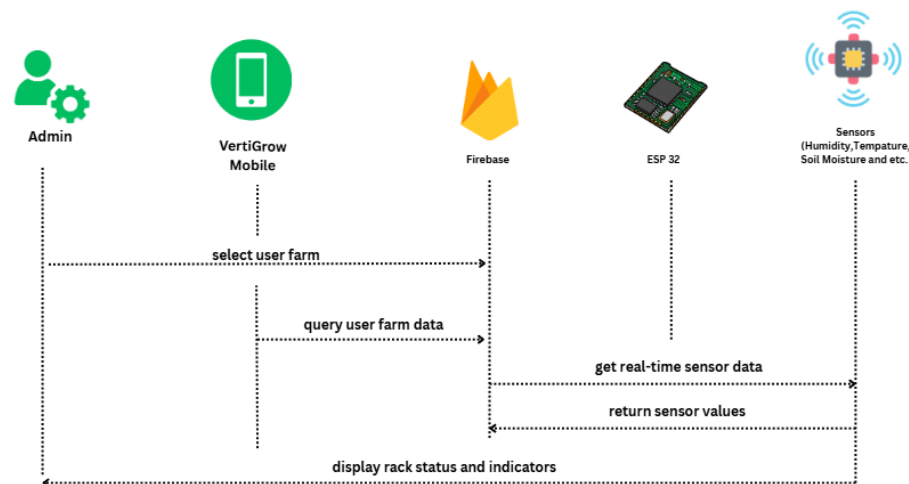 Admin
VertiGrow
Mobile
Firebase
ESP 32
Sensors
(Humidity,Tempature,
Soil Moisture and etc.
select user farm
query user farm data
get real-time sensor data
return sensor values
display rack status and indicators